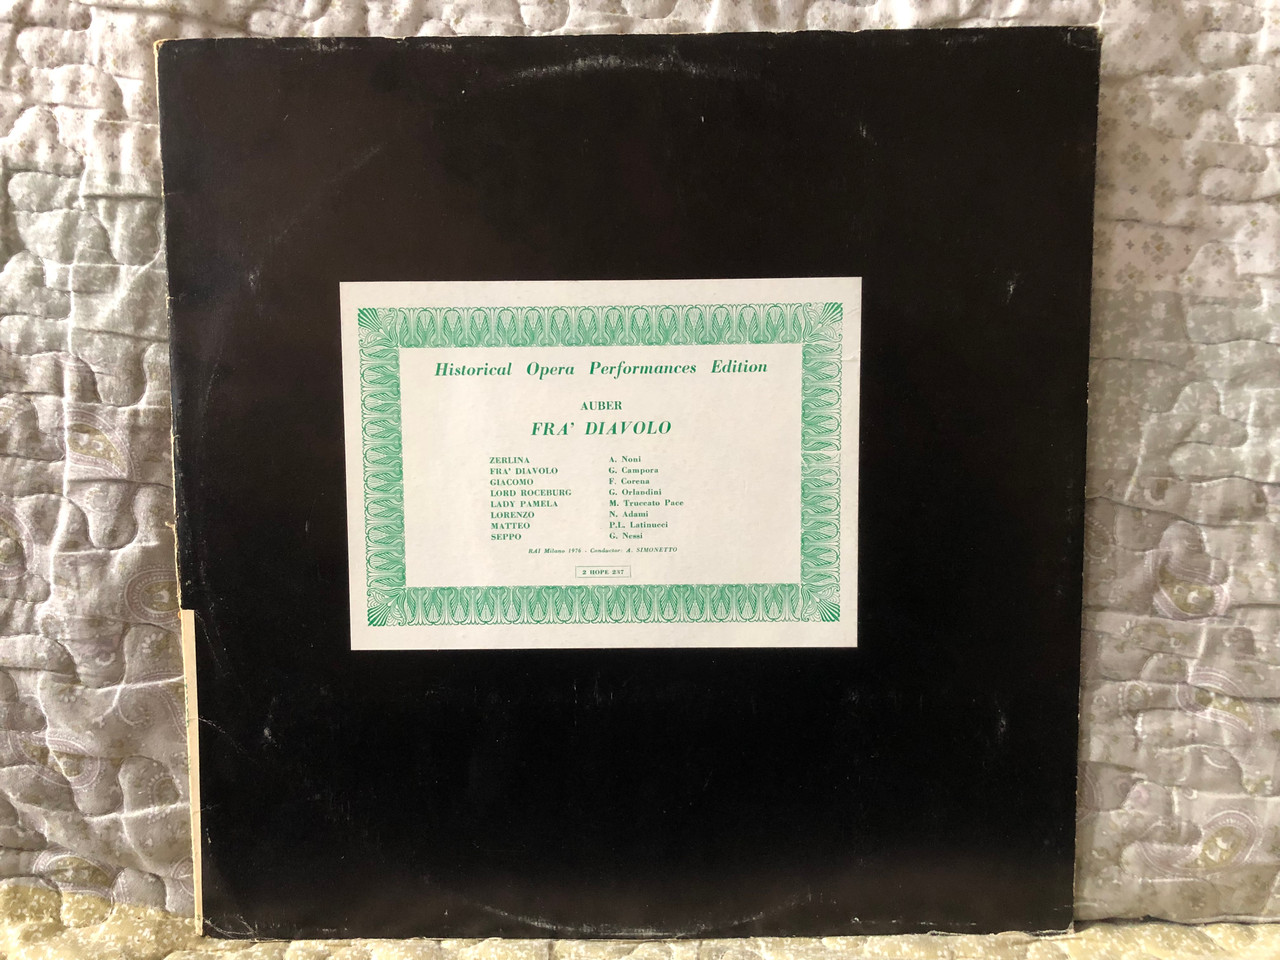 Historical Opera Performances Edition
AUBER
FRA' DIAVOLO
ZERLINA A. Noni
FRA' DIAVOLO G. Campora
GIACOMO F. Corena
LORD ROCEBURG G. Orlandini
LADY PAMELA M. Truccato Pace
LORENZO N. Adami
MATTEO P.L. Latinucci
SEPPO G. Nessi
RAI Milano 1976 - Conductor: A. SIMONETTO
2 HOPE 237